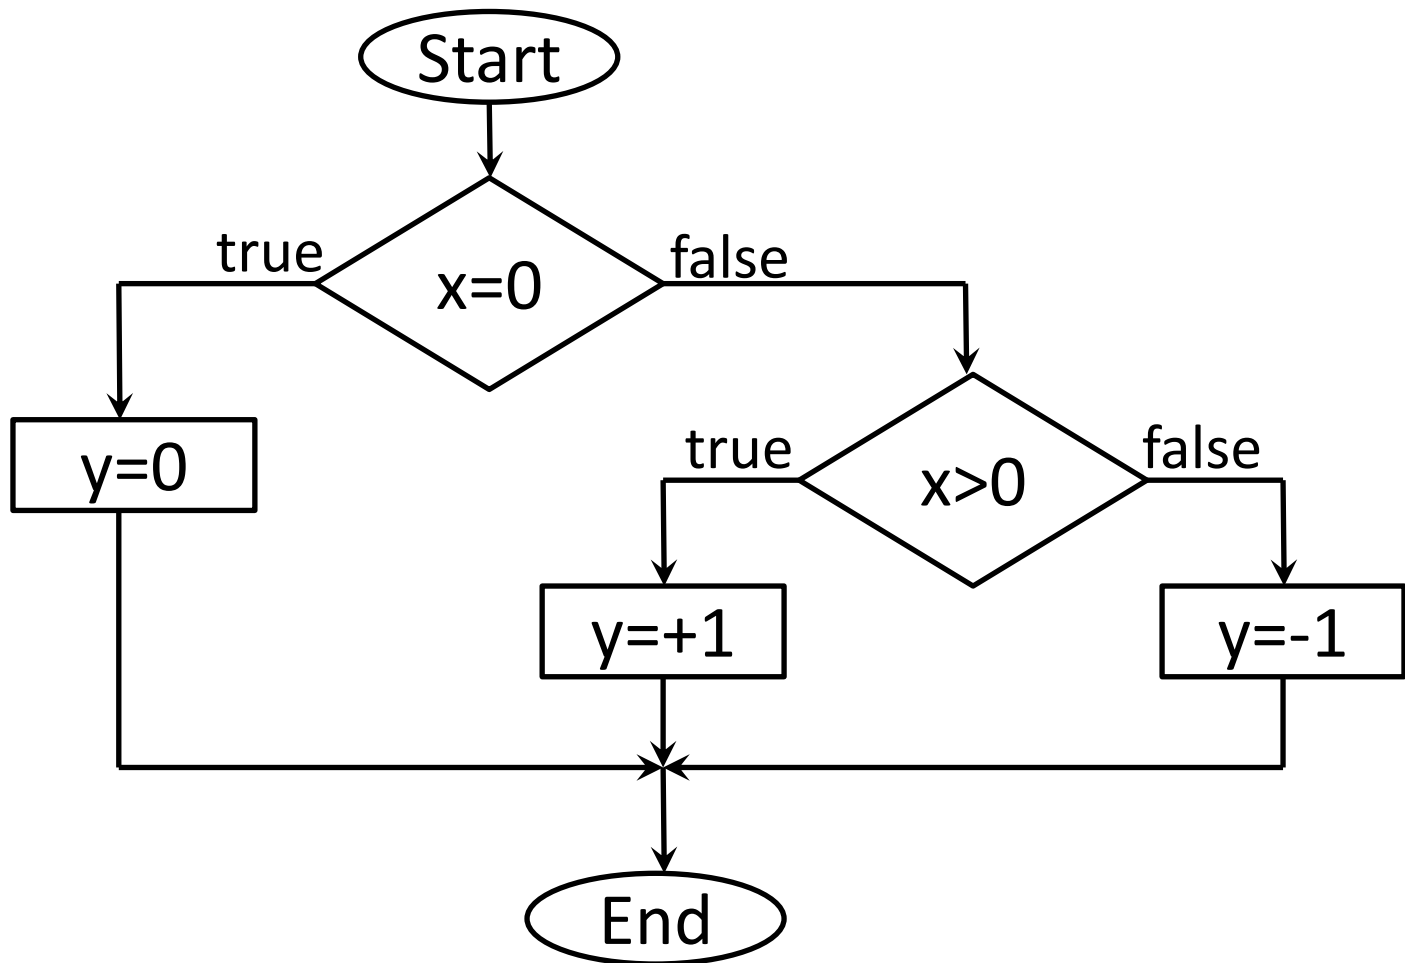 Start
true
false
x=0
y=0
true
false
x>0
y=+1
y=-1
End